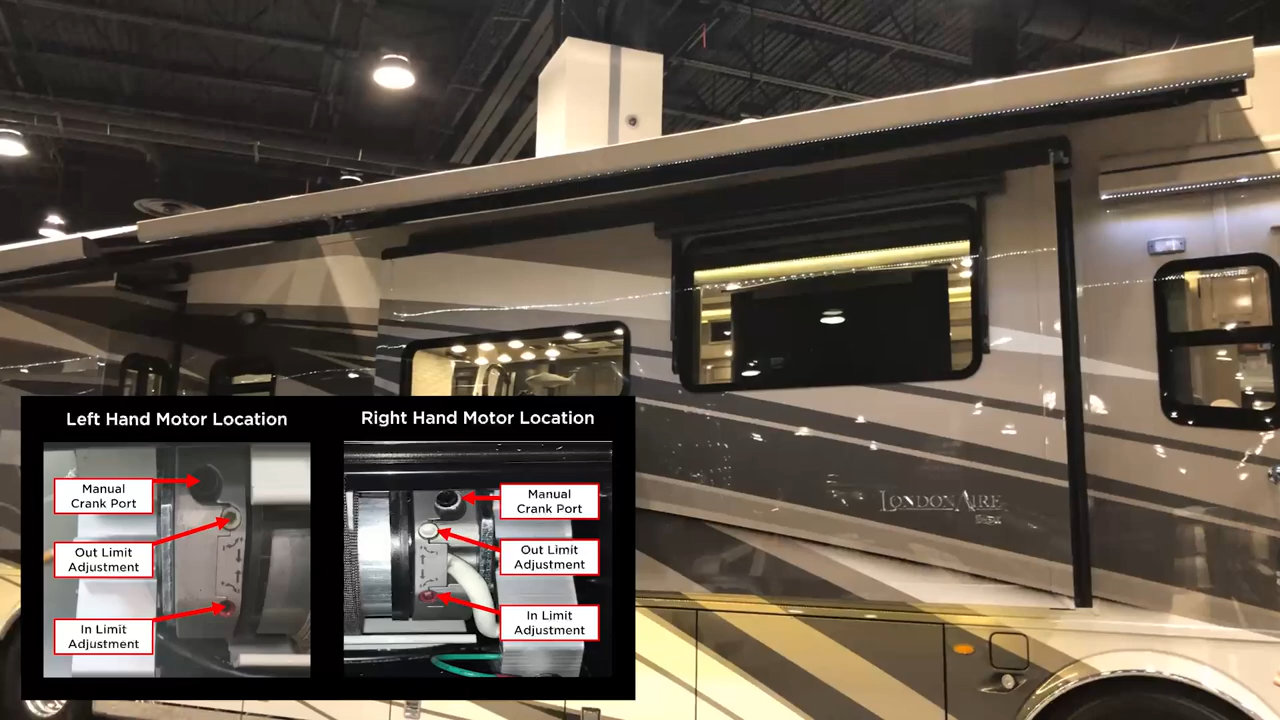 LONDONAIRE
Left Hand Motor Location
Manual
Crank Port
Out Limit
Adjustment
In Limit
Adjustment
Right Hand Motor Location
Manual
Crank Port
Out Limit
Adjustment
In Limit
Adjustment